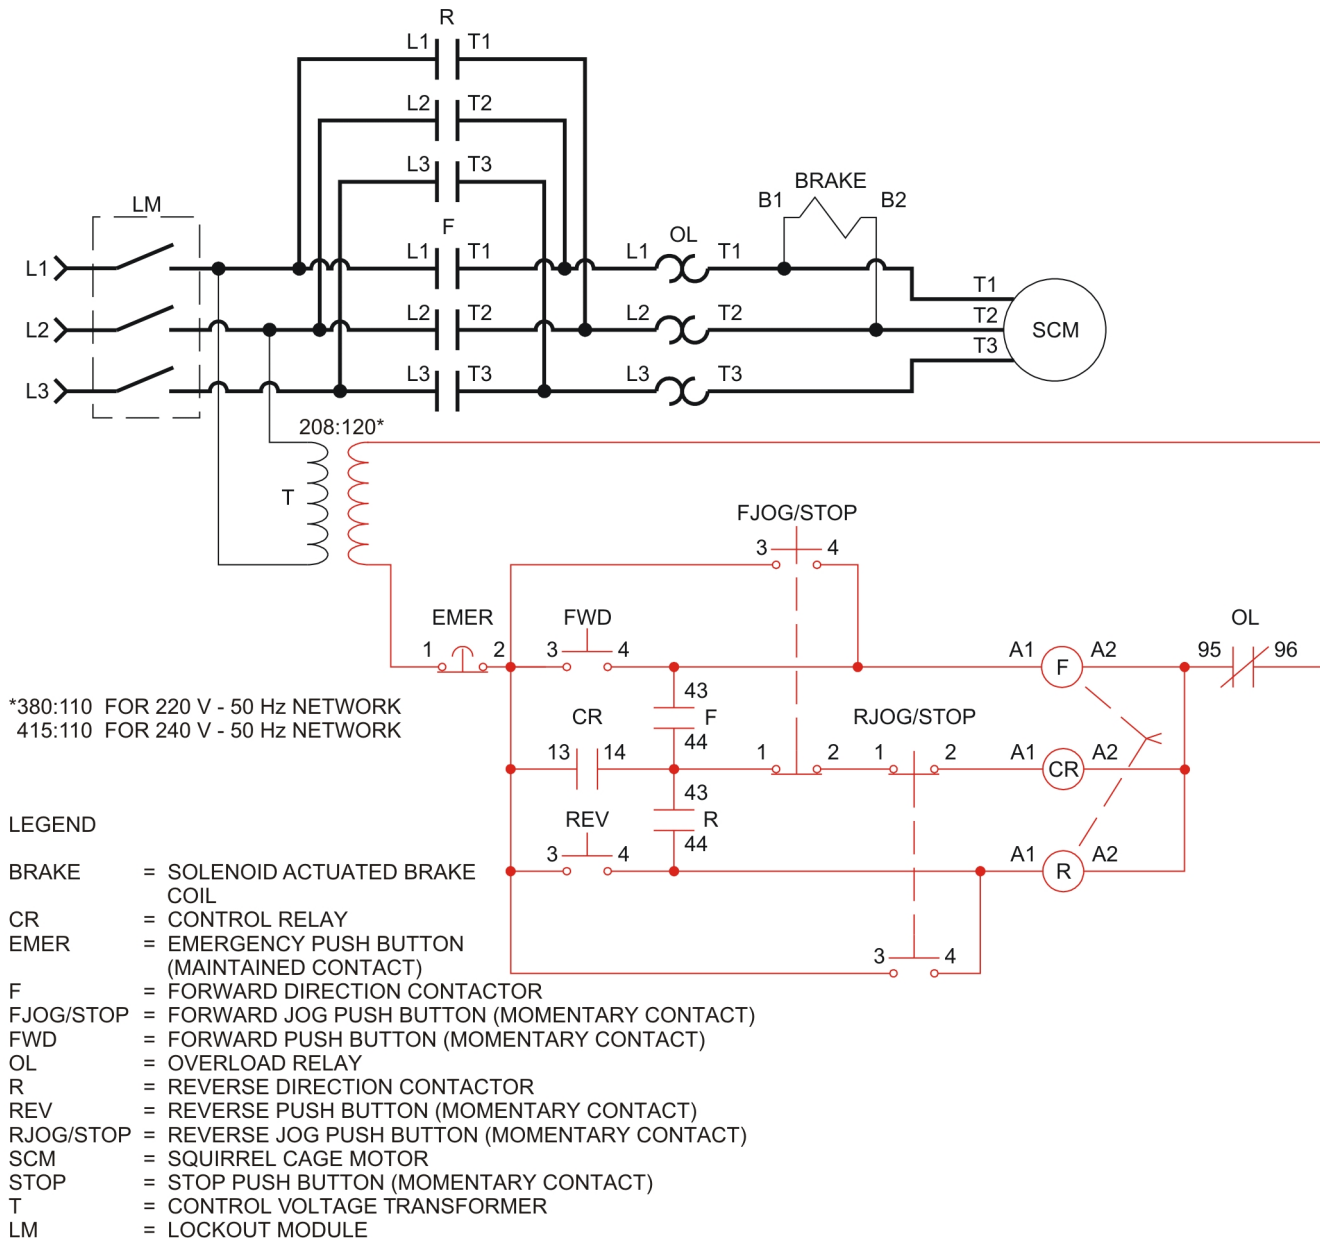 R
L1 T1
L2 T2
L3 T3
LM
F
BRAKE
B1 B2
OL
L1 L1 T1 L1 T1
T1
L2 L2 T2 L2 T2 T2 SCM
T3
L3 L3 T3 L3 T3
208:120*
T
FJOG/STOP
3 4
EMER FWD OL
1 2 3 4 A1 F A2 95 96
*380:110 FOR 220 V - 50 Hz NETWORK
415:110 FOR 240 V - 50 Hz NETWORK
43
CR F RJOG/STOP
44
13 14 1 2 1 2 A1 CR A2
43
REV R
44
3 4 A1 R A2
3 4
LEGEND
BRAKE = SOLENOID ACTUATED BRAKE
COIL
CR = CONTROL RELAY
EMER = EMERGENCY PUSH BUTTON
(MAINTAINED CONTACT)
F = FORWARD DIRECTION CONTACTOR
FJOG/STOP = FORWARD JOG PUSH BUTTON (MOMENTARY CONTACT)
FWD = FORWARD PUSH BUTTON (MOMENTARY CONTACT)
OL = OVERLOAD RELAY
R = REVERSE DIRECTION CONTACTOR
REV = REVERSE PUSH BUTTON (MOMENTARY CONTACT)
RJOG/STOP = REVERSE JOG PUSH BUTTON (MOMENTARY CONTACT)
SCM = SQUIRREL CAGE MOTOR
STOP = STOP PUSH BUTTON (MOMENTARY CONTACT)
T = CONTROL VOLTAGE TRANSFORMER
LM = LOCKOUT MODULE